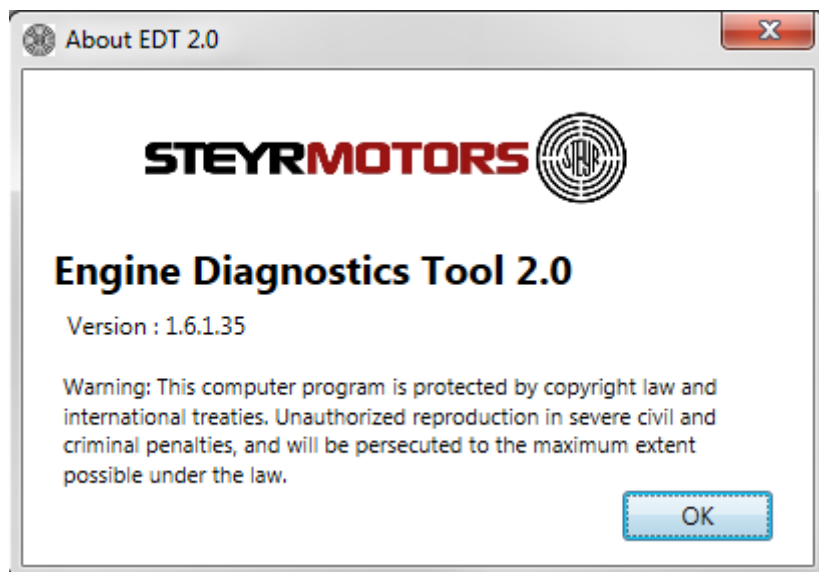 About EDT 2.0
STEYRMOTORS STEYR
Engine Diagnostics Tool 2.0
Version : 1.6.1.35
Warning: This computer program is protected by copyright law and
international treaties. Unauthorized reproduction in severe civil and
criminal penalties, and will be persecuted to the maximum extent
possible under the law.
OK